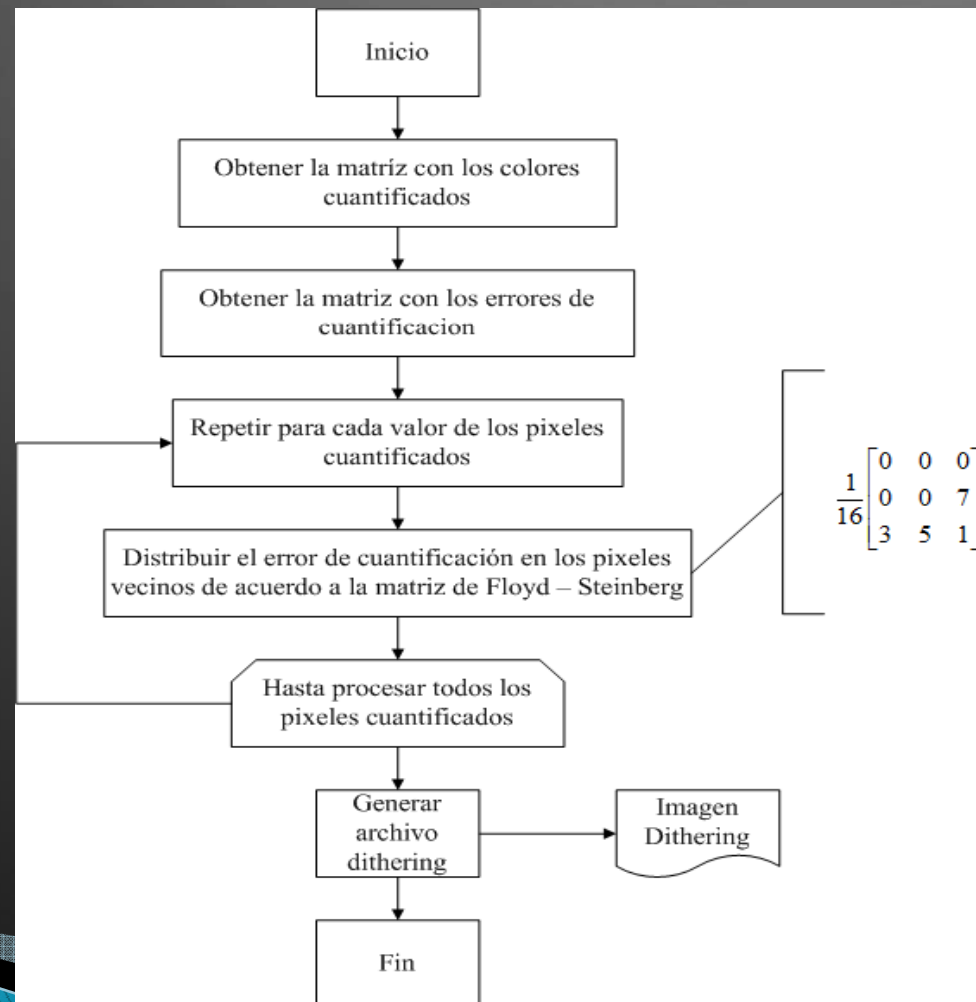 Inicio
Obtener la matríz con los colores
cuantificados
Obtener la matriz con los errores de
cuantificacion
Repetir para cada valor de los pixeles
cuantificados
Distribuir el error de cuantificación en los pixeles
vecinos de acuerdo a la matriz de Floyd – Steinberg
1/16 [0 0 0
0 0 7
3 5 1]
Hasta procesar todos los
pixeles cuantificados
Generar
archivo
dithering
Imagen
Dithering
Fin